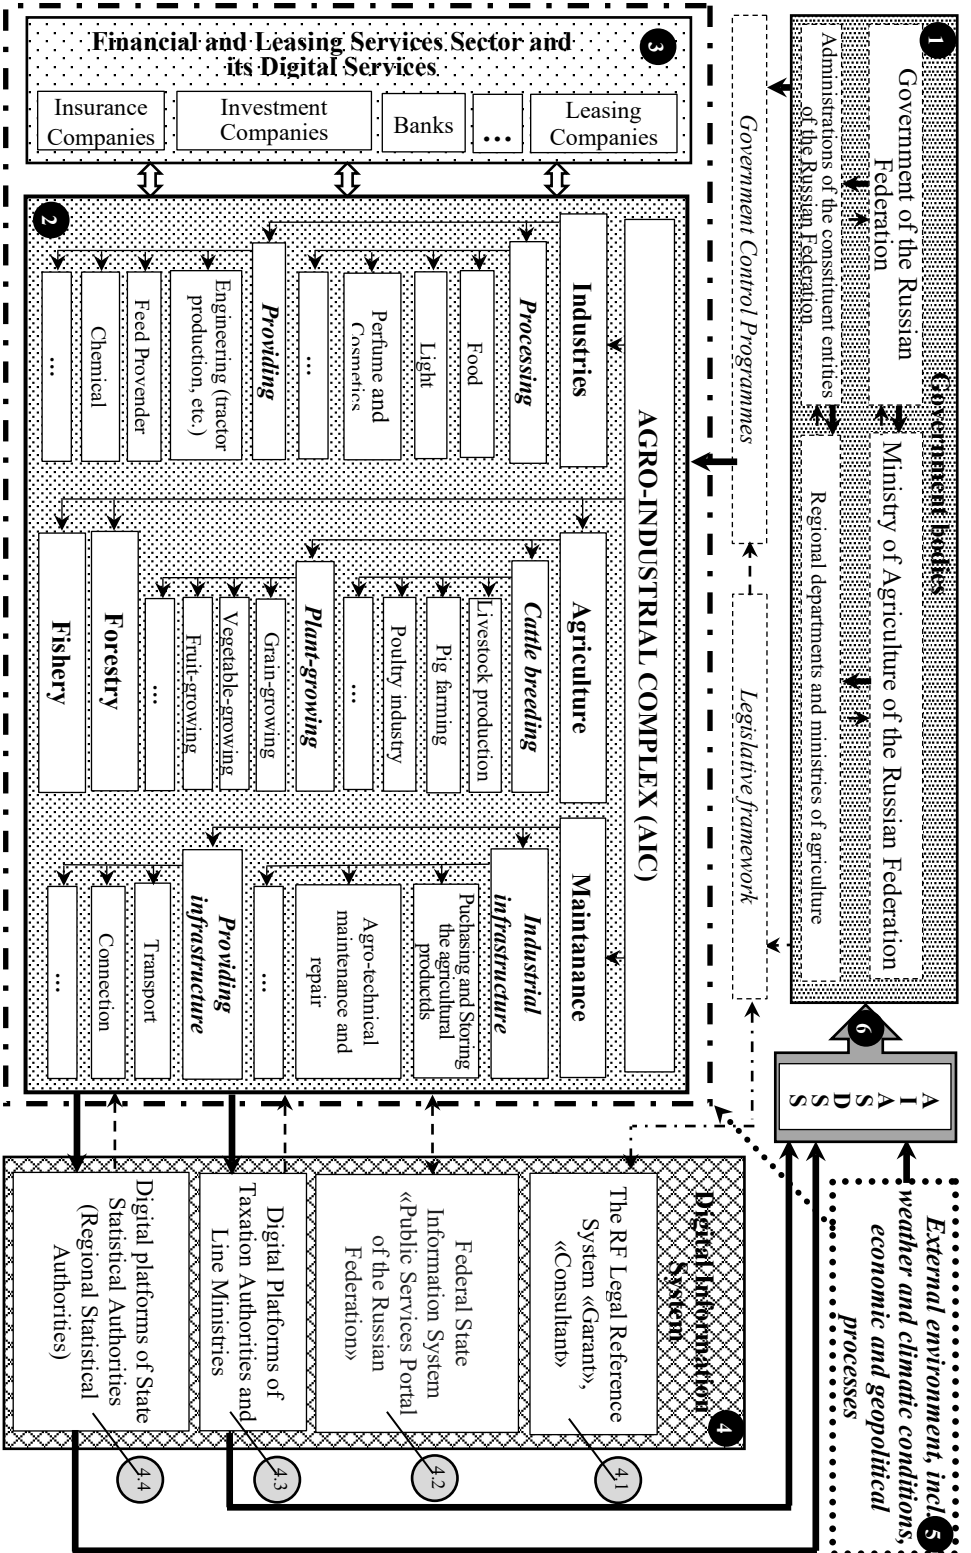 Government bodies
1
Government of the Russian
Federation
Ministry of Agriculture of the Russian Federation
Administrations of the constituent entities
of the Russian Federation
Regional departments and ministries of agriculture
Government Control Programmes
Legislative framework
6
A
I
A
S
D
S
S
External environment, incl.
weather and climatic conditions,
economic and geopolitical
processes
5
Financial and Leasing Services Sector and
its Digital Services
3
Insurance
Companies
Investment
Companies
Banks
...
Leasing
Companies
2
AGRO-INDUSTRIAL COMPLEX (AIC)
Industries
Processing
Food
Light
Perfume and
Cosmetics
...
Providing
Engineering (tractor
production, etc.)
Feed Provender
Chemical
...
Agriculture
Cattle breeding
Livestock production
Pig farming
Poultry industry
...
Plant-growing
Grain-growing
Vegetable-growing
Fruit-growing
...
Forestry
Fishery
Maintanance
Industrial
infrastructure
Puchasing and Storing
the agricultural
productds
Agro-technical
maintenance and
repair
...
Providing
infrastructure
Transport
Connection
...
Digital Information
System
4
The RF Legal Reference
System «Garant»,
«Consultant»
4.1
Federal State
Information System
«Public Services Portal
of the Russian
Federation»
4.2
Digital Platforms of
Taxation Authorities and
Line Ministries
4.3
Digital platforms of State
Statistical Authorities
(Regional Statistical
Authorities)
4.4